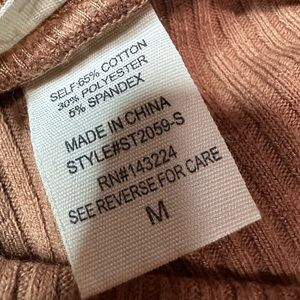 SELF:65% COTTON
30% POLYESTER
5% SPANDEX
MADE IN CHINA
STYLE#ST2059-S
RN#143224
SEE REVERSE FOR CARE
M